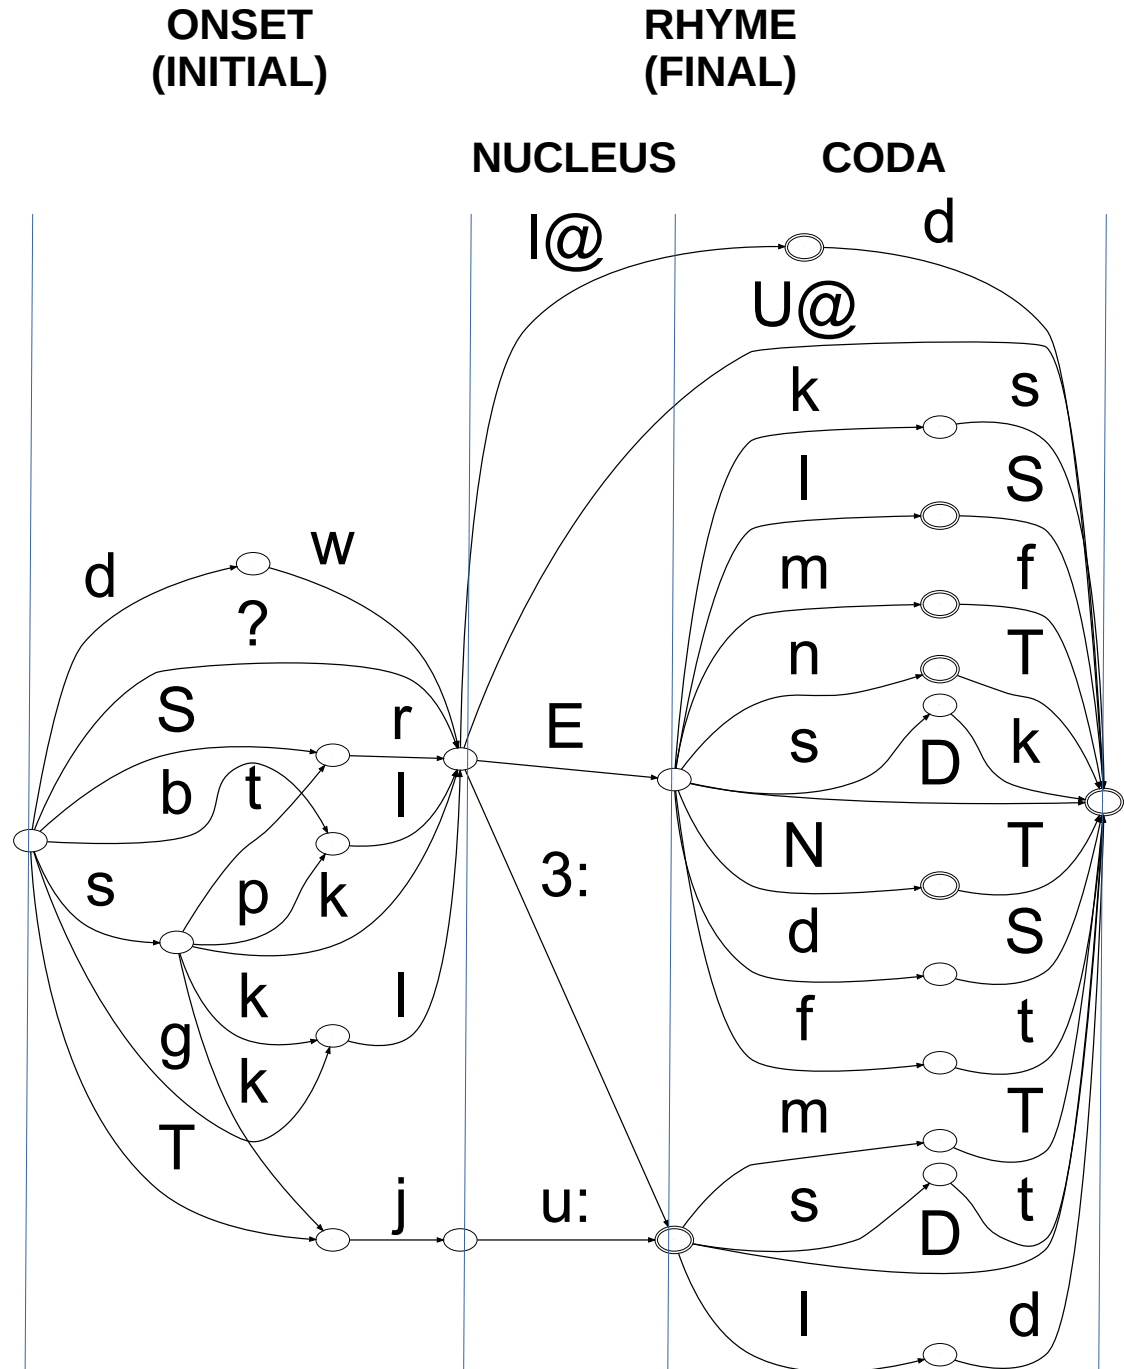 ONSET
(INITIAL)
RHYME
(FINAL)
NUCLEUS
CODA
I@
d
U@
k
s
l
S
d
w
m
f
?
n
T
S
r
E
s
D
k
b
t
l
N
T
s
p
k
3:
d
S
k
l
f
t
g
k
m
T
T
j
u:
s
D
t
l
d